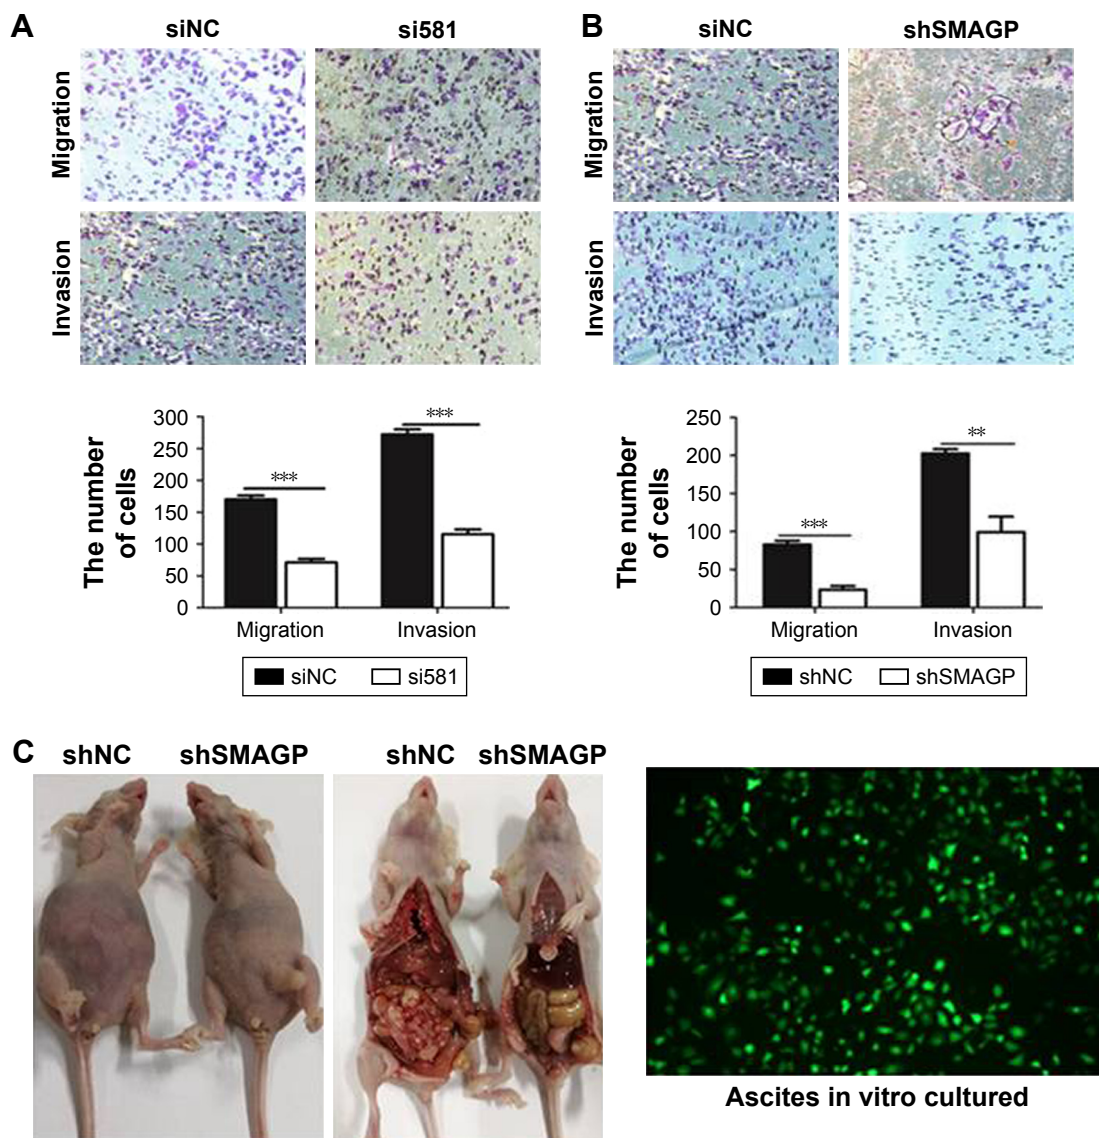 A
siNC
si581
Migration
Invasion
The number
of cells
300
250
200
150
100
50
0
***
***
Migration
Invasion
siNC
si581
B
siNC
shSMAGP
Migration
Invasion
The number
of cells
250
200
150
100
50
0
***
**
Migration
Invasion
shNC
shSMAGP
C
shNC
shSMAGP
shNC
shSMAGP
Ascites in vitro cultured